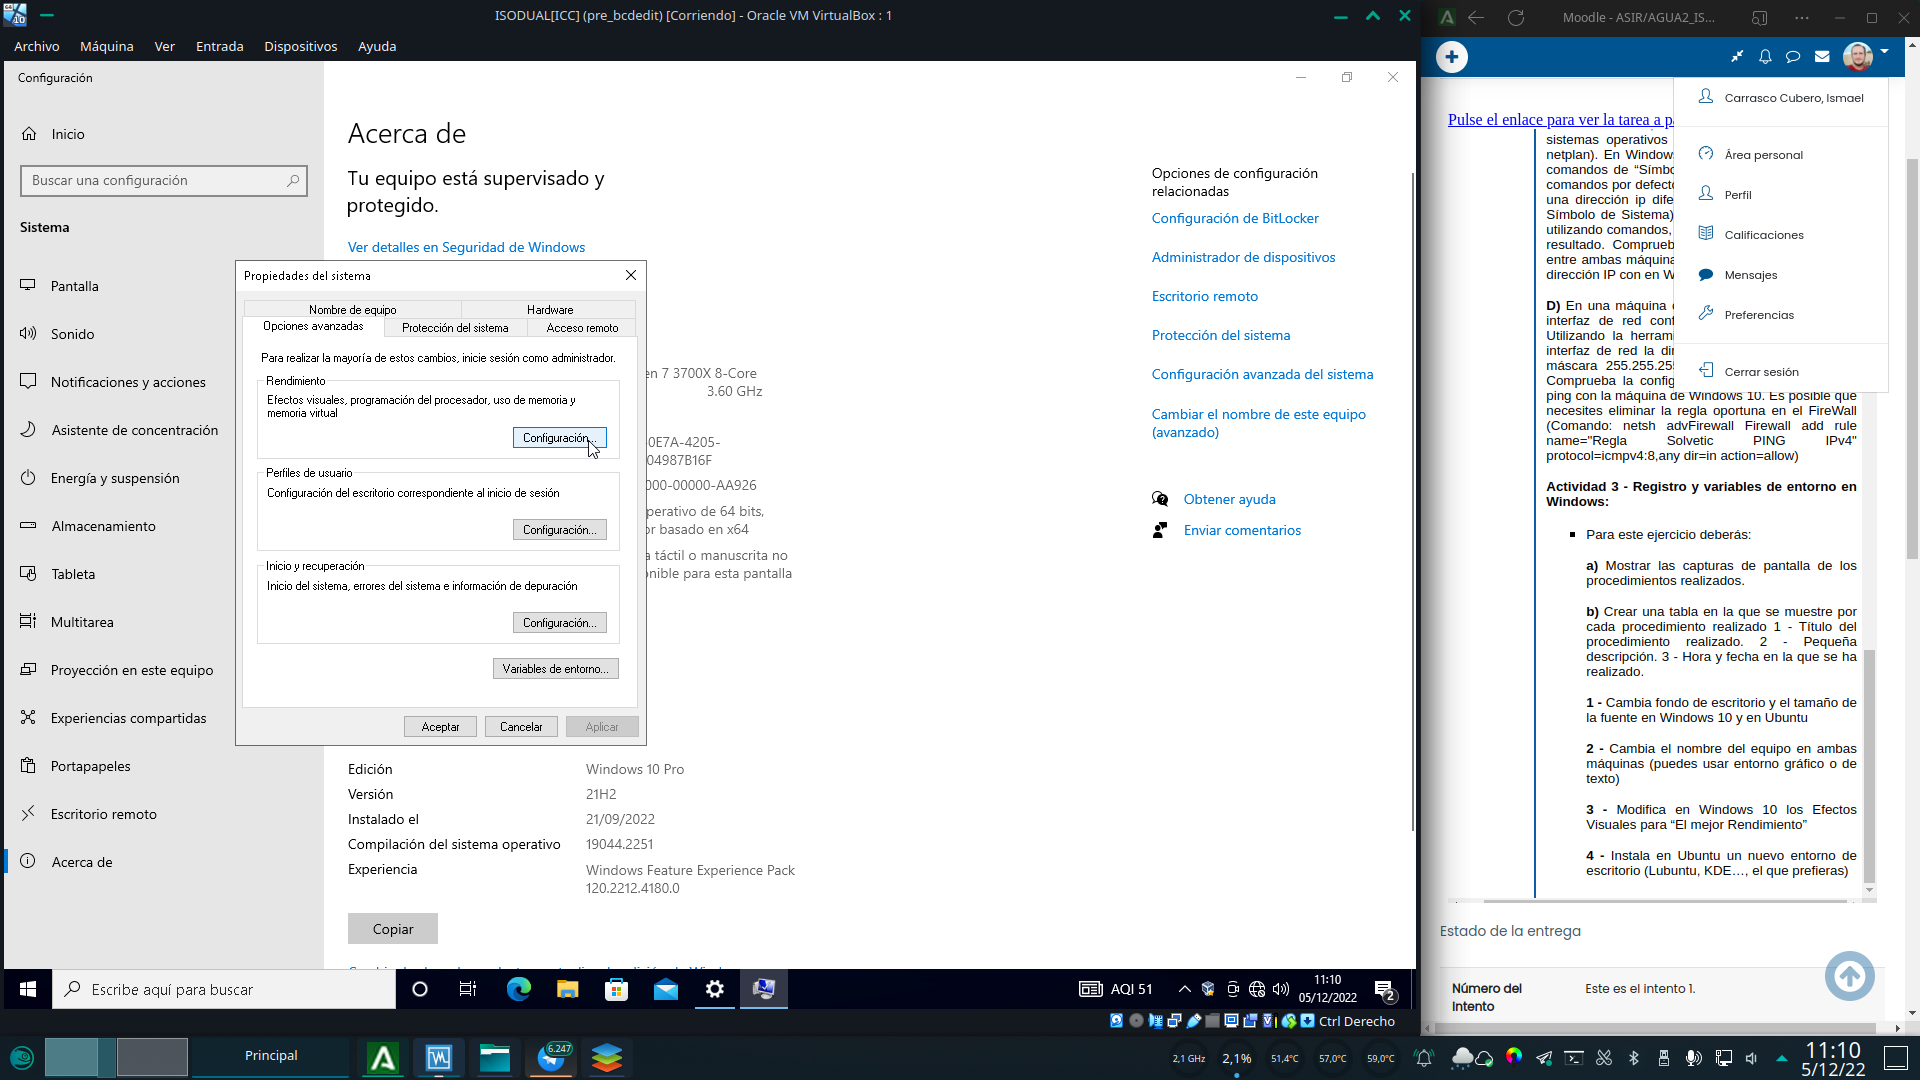 ISODUAL[ICC] (pre_bcdedit) [Corriendo] - Oracle VM VirtualBox : 1
Archivo Máquina Ver Entrada Dispositivos Ayuda
Configuración
Inicio
Buscar una configuración
Sistema
Pantalla
Sonido
Notificaciones y acciones
Asistente de concentración
Energía y suspensión
Almacenamiento
Tableta
Multitarea
Proyección en este equipo
Experiencias compartidas
Portapapeles
Escritorio remoto
Acerca de
Acerca de
Tu equipo está supervisado y
protegido.
Ver detalles en Seguridad de Windows
Propiedades del sistema
Nombre de equipo Hardware
Opciones avanzadas Protección del sistema Acceso remoto
Para realizar la mayoría de estos cambios, inicie sesión como administrador.
Rendimiento
Efectos visuales, programación del procesador, uso de memoria y
memoria virtual
Configuración...
Perfiles de usuario
Configuración del escritorio correspondiente al inicio de sesión
Configuración...
Inicio y recuperación
Inicio del sistema, errores del sistema e información de depuración
Configuración...
Variables de entorno...
Aceptar Cancelar Aplicar
en 7 3700X 8-Core
3.60 GHz
0E7A-4205-
04987B16F
000-00000-AA926
perativo de 64 bits,
or basado en x64
a táctil o manuscrita no
onible para esta pantalla
Edición Windows 10 Pro
Versión 21H2
Instalado el 21/09/2022
Compilación del sistema operativo 19044.2251
Experiencia Windows Feature Experience Pack
120.2212.4180.0
Copiar
Opciones de configuración
relacionadas
Configuración de BitLocker
Administrador de dispositivos
Escritorio remoto
Protección del sistema
Configuración avanzada del sistema
Cambiar el nombre de este equipo
(avanzado)
Obtener ayuda
Enviar comentarios
Escribe aquí para buscar
AQI 51
11:10
05/12/2022
2
Ctrl Derecho
Moodle - ASIR/AGUA2_IS...
Carrasco Cubero, Ismael
Área personal
Perfil
Calificaciones
Mensajes
Preferencias
Cerrar sesión
Pulse el enlace para ver la tarea a p
sistemas operativos
netplan). En Window
comandos de “Símbo
comandos por defect
una dirección ip dife
Símbolo de Sistema)
utilizando comandos,
resultado. Comprueb
entre ambas máquina
dirección IP con en W
D) En una máquina
interfaz de red conf
Utilizando la herram
interfaz de red la di
máscara 255.255.25
Comprueba la config
ping con la máquina de Windows 10. Es posible que
necesites eliminar la regla oportuna en el FireWall
(Comando: netsh advFirewall Firewall add rule
name="Regla Solvetic PING IPv4"
protocol=icmpv4:8,any dir=in action=allow)
Actividad 3 - Registro y variables de entorno en
Windows:
Para este ejercicio deberás:
a) Mostrar las capturas de pantalla de los
procedimientos realizados.
b) Crear una tabla en la que se muestre por
cada procedimiento realizado 1 - Título del
procedimiento realizado. 2 - Pequeña
descripción. 3 - Hora y fecha en la que se ha
realizado.
1 - Cambia fondo de escritorio y el tamaño de
la fuente en Windows 10 y en Ubuntu
2 - Cambia el nombre del equipo en ambas
máquinas (puedes usar entorno gráfico o de
texto)
3 - Modifica en Windows 10 los Efectos
Visuales para “El mejor Rendimiento”
4 - Instala en Ubuntu un nuevo entorno de
escritorio (Lubuntu, KDE…, el que prefieras)
Estado de la entrega
Número del
Intento
Este es el intento 1.
Principal
6.247
2,1 GHz
2,1%
51,4°C
57,0°C
59,0°C
11:10
5/12/22